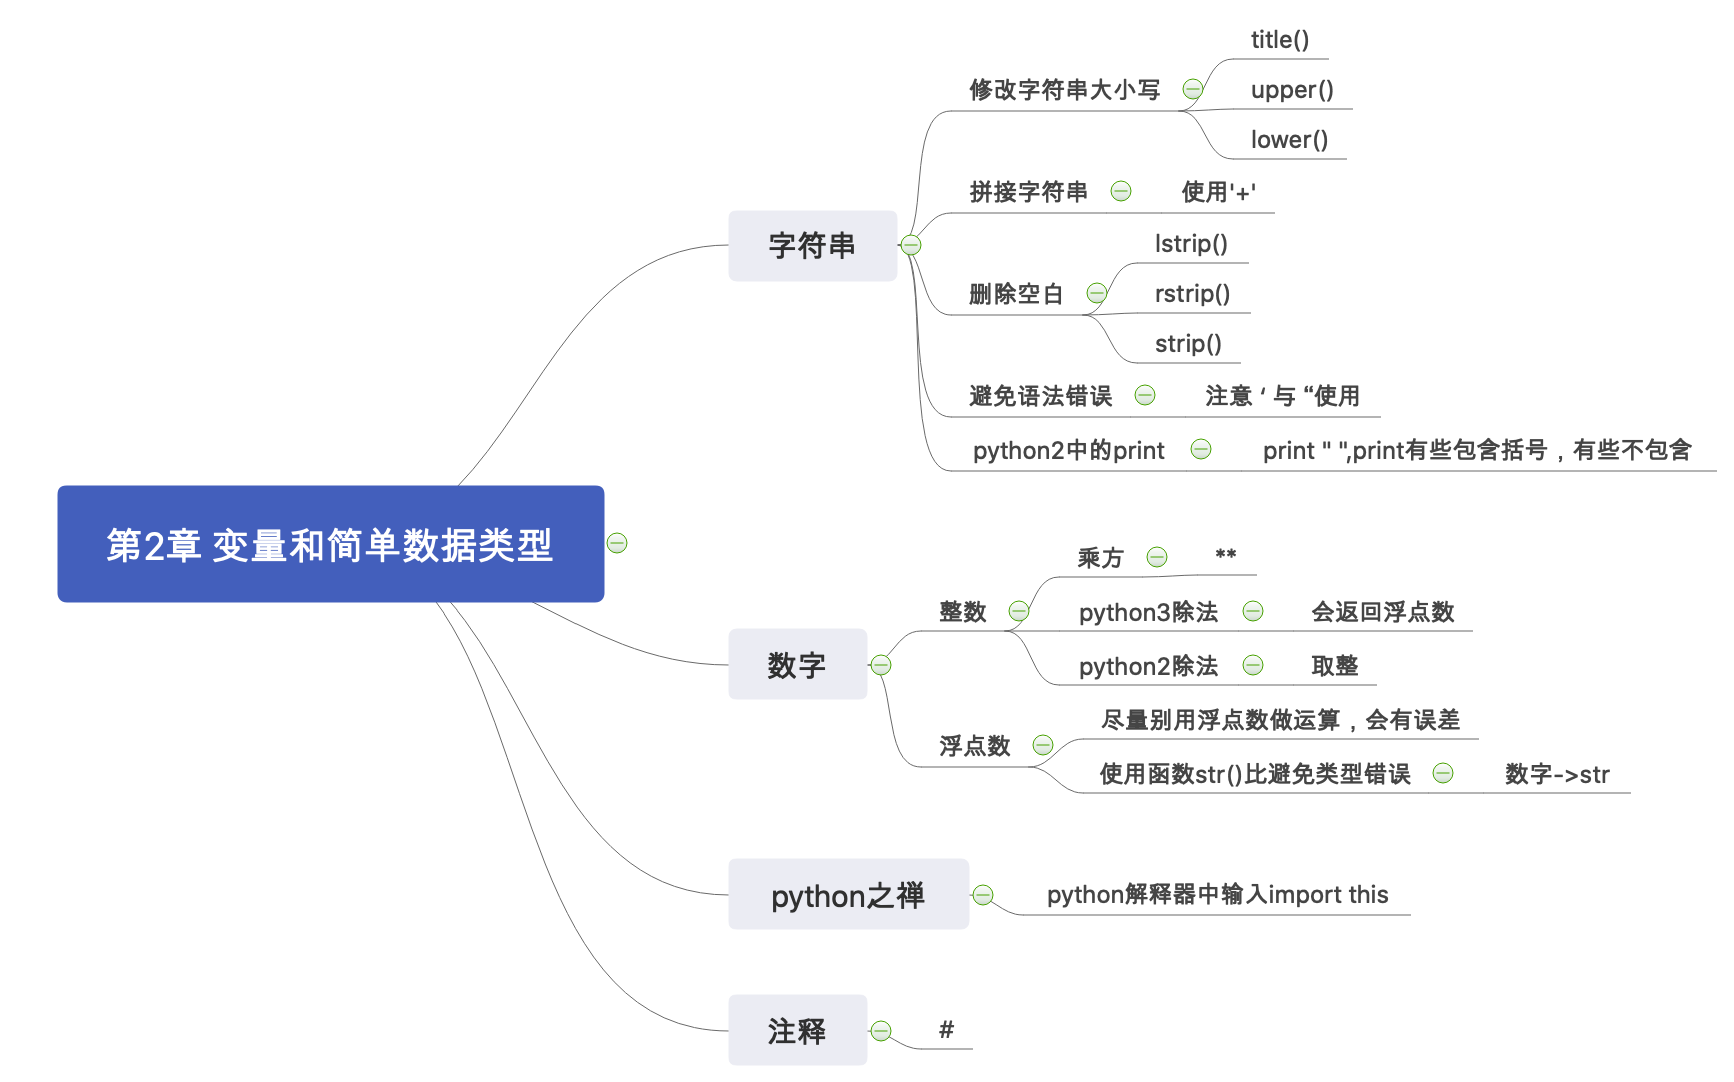 第2章 变量和简单数据类型
字符串
修改字符串大小写
title()
upper()
lower()
拼接字符串
使用'+'
删除空白
lstrip()
rstrip()
strip()
避免语法错误
注意 ‘ 与 “使用
python2中的print
print " ",print有些包含括号，有些不包含
数字
整数
乘方
**
python3除法
会返回浮点数
python2除法
取整
浮点数
尽量别用浮点数做运算，会有误差
使用函数str()比避免类型错误
数字->str
python之禅
python解释器中输入import this
注释
#